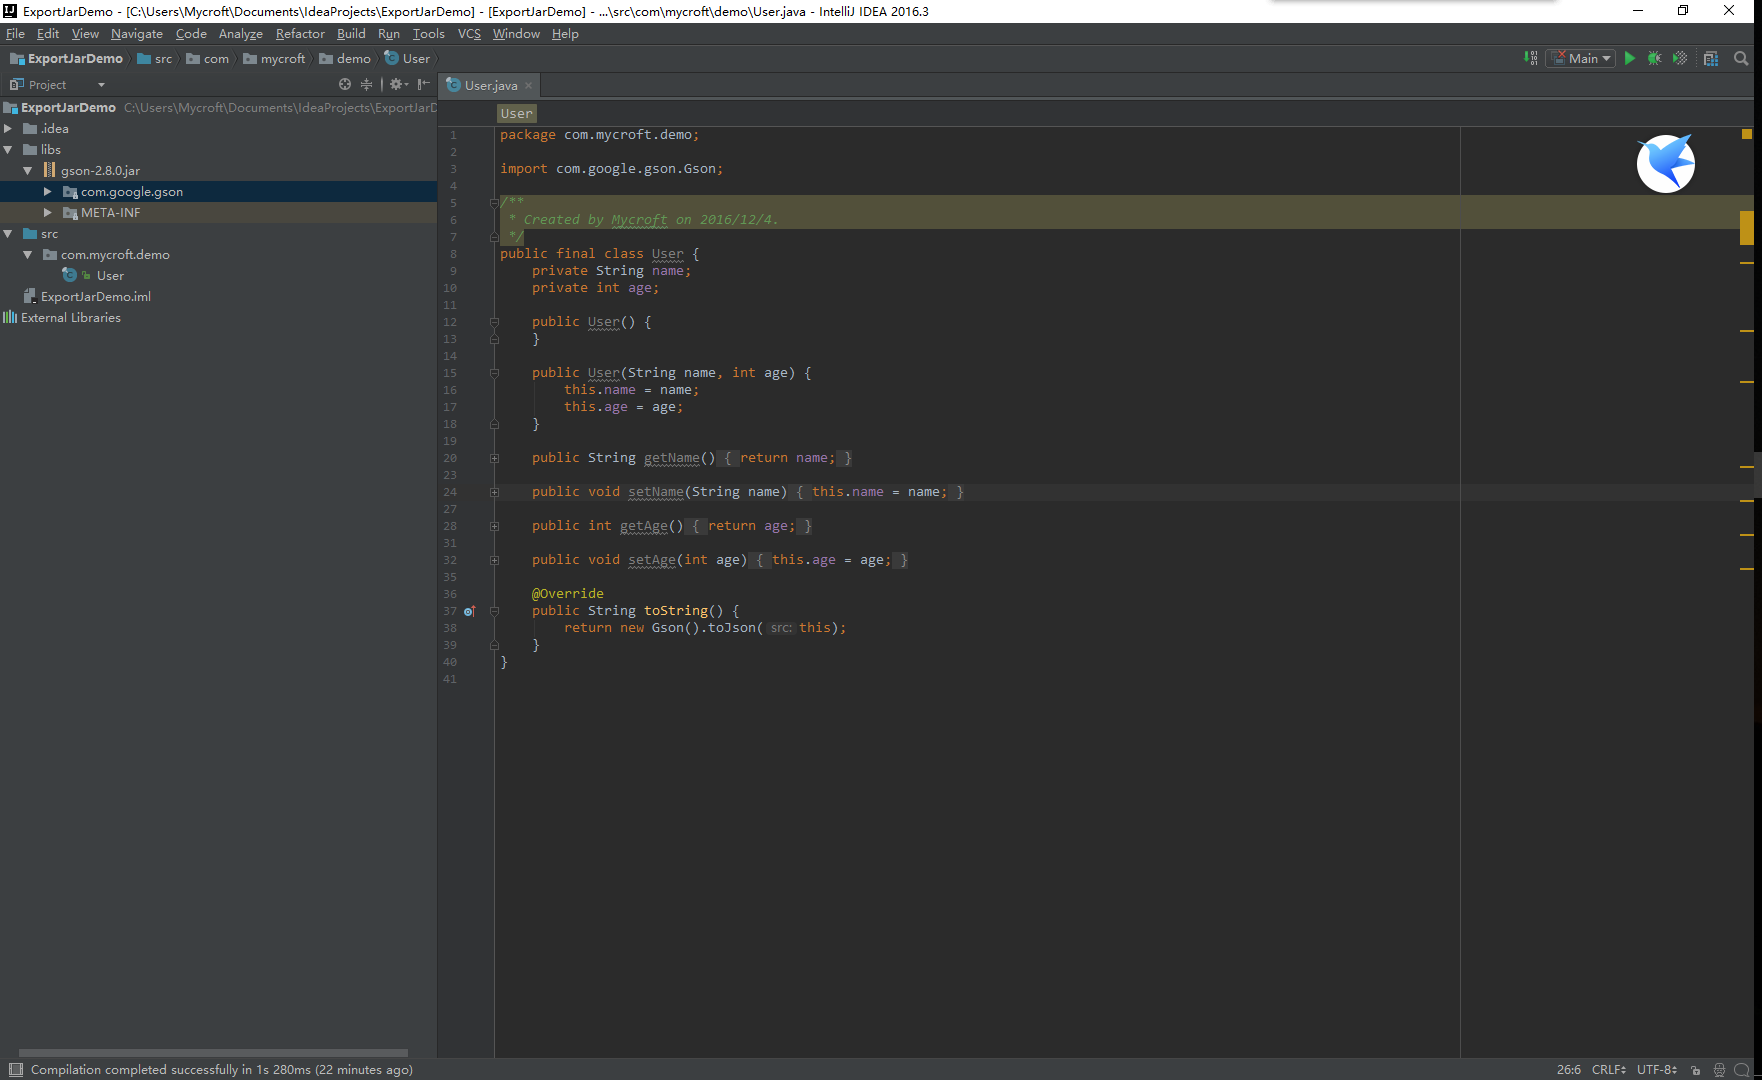 ExportJarDemo - [C:\Users\Mycroft\Documents\IdeaProjects\ExportJarDemo] - [ExportJarDemo] - ...\src\com\mycroft\demo\User.java - IntelliJ IDEA 2016.3
File Edit View Navigate Code Analyze Refactor Build Run Tools VCS Window Help
ExportJarDemo src com mycroft demo User
Main
Project
User.java
ExportJarDemo C:\Users\Mycroft\Documents\IdeaProjects\ExportJarD
.idea
libs
gson-2.8.0.jar
com.google.gson
META-INF
src
com.mycroft.demo
User
ExportJarDemo.iml
External Libraries
User
1 package com.mycroft.demo;
2
3 import com.google.gson.Gson;
4
5 /**
6 * Created by Mycroft on 2016/12/4.
7 */
8 public final class User {
9 private String name;
10 private int age;
11
12 public User() {
13 }
14
15 public User(String name, int age) {
16 this.name = name;
17 this.age = age;
18 }
19
20 public String getName() { return name; }
23
24 public void setName(String name) { this.name = name; }
27
28 public int getAge() { return age; }
31
32 public void setAge(int age) { this.age = age; }
35
36 @Override
37 public String toString() {
38 return new Gson().toJson( src: this);
39 }
40 }
41
Compilation completed successfully in 1s 280ms (22 minutes ago)
26:6 CRLF UTF-8